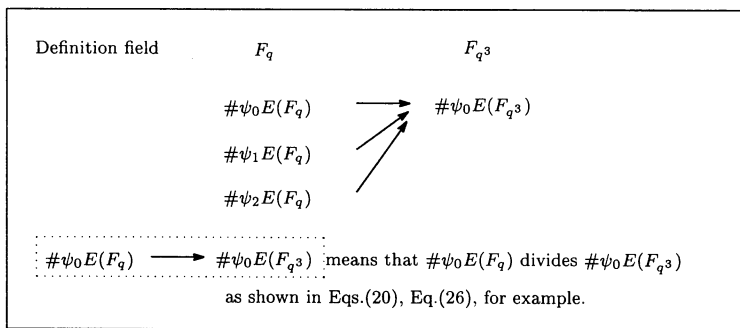 Definition field F_q F_{q^3}
#ψ_0E(F_q) → #ψ_0E(F_{q^3})
#ψ_1E(F_q)
#ψ_2E(F_q)
#ψ_0E(F_q) → #ψ_0E(F_{q^3}) means that #ψ_0E(F_q) divides #ψ_0E(F_{q^3})
as shown in Eqs.(20), Eq.(26), for example.